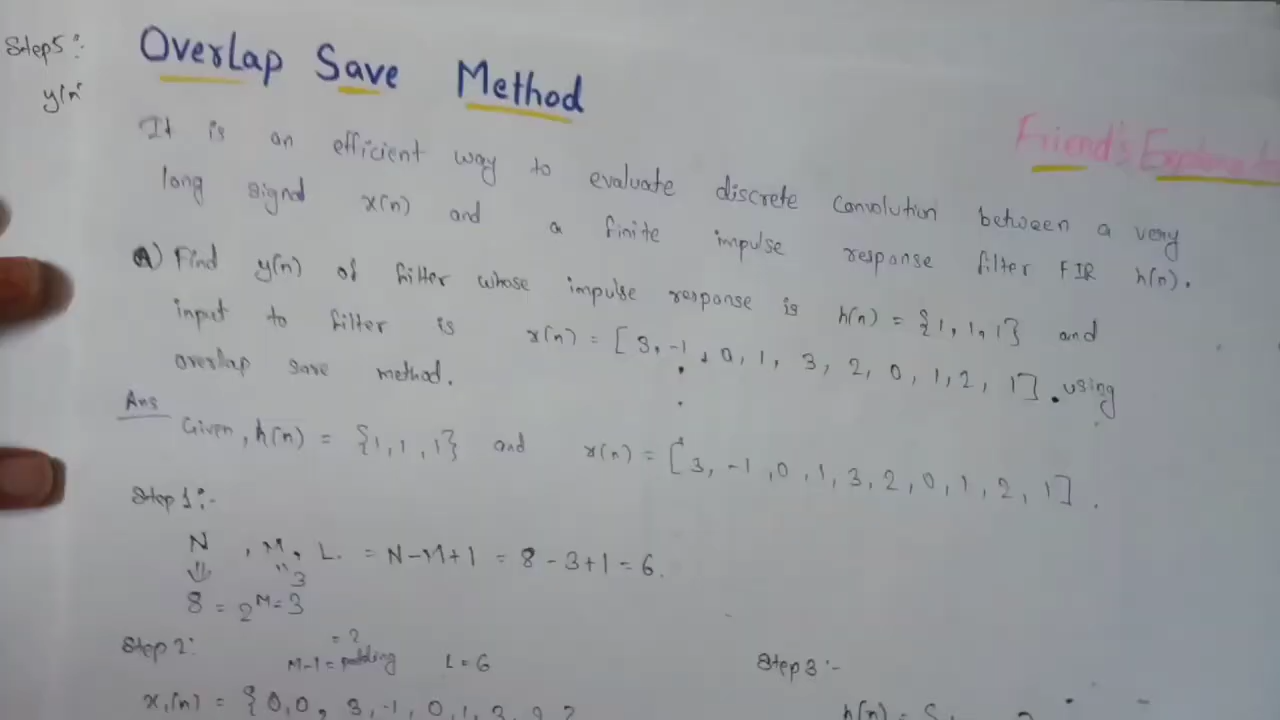 Step5:
y(n
Overlap Save Method
Friend's
It is an efficient way to evaluate discrete convolution between a very
long signal x(n) and a finite impulse response filter FIR h(n).
Q) Find y(n) of filter whose impulse response is h(n) = {1, 1, 1} and
input to filter is x(n) = [3, -1, 0, 1, 3, 2, 0, 1, 2, 1]. using
overlap save method.
Ans
Given, h(n) = {1, 1, 1} and x(n) = [3, -1, 0, 1, 3, 2, 0, 1, 2, 1].
Step 1:-
N, M, L. = N-M+1 = 8-3+1 = 6.
⇓ "3
8 = 2^M=3
Step 2: = 2
M-1 = padding L = 6
Step 3:-
x₁(n) = {0, 0, 3, -1, 0, 1, 3, 2}
h(n) =